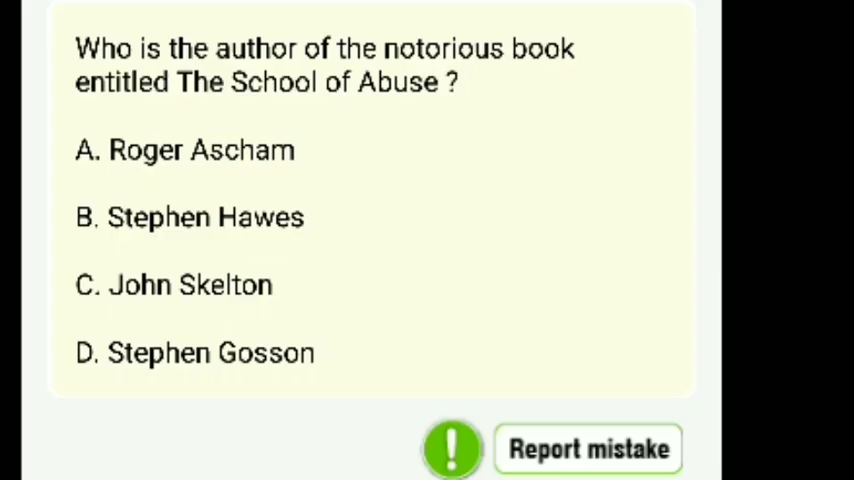 Who is the author of the notorious book
entitled The School of Abuse ?
A. Roger Ascham
B. Stephen Hawes
C. John Skelton
D. Stephen Gosson
! Report mistake